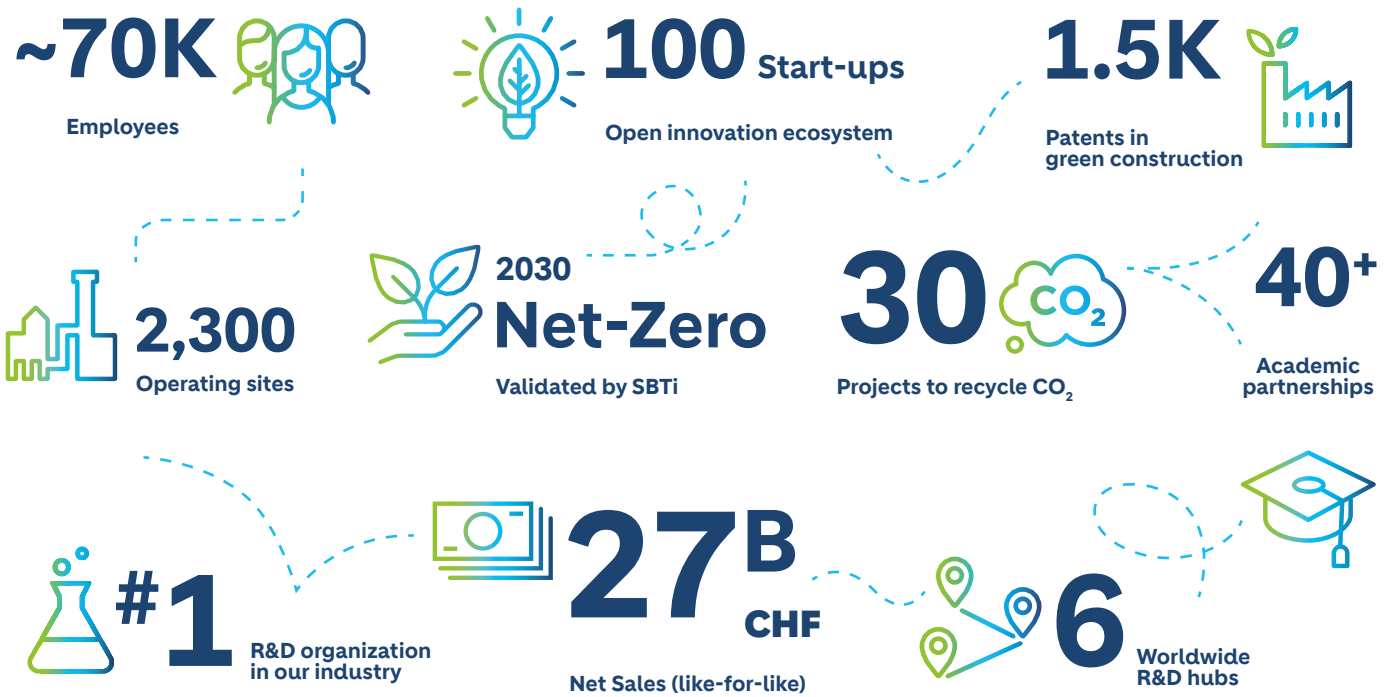 ~70K
Employees
100 Start-ups
Open innovation ecosystem
1.5K
Patents in
green construction
2,300
Operating sites
2030
Net-Zero
Validated by SBTi
30
CO₂
Projects to recycle CO₂
40+
Academic
partnerships
#1
R&D organization
in our industry
27B
CHF
Net Sales (like-for-like)
6
Worldwide
R&D hubs